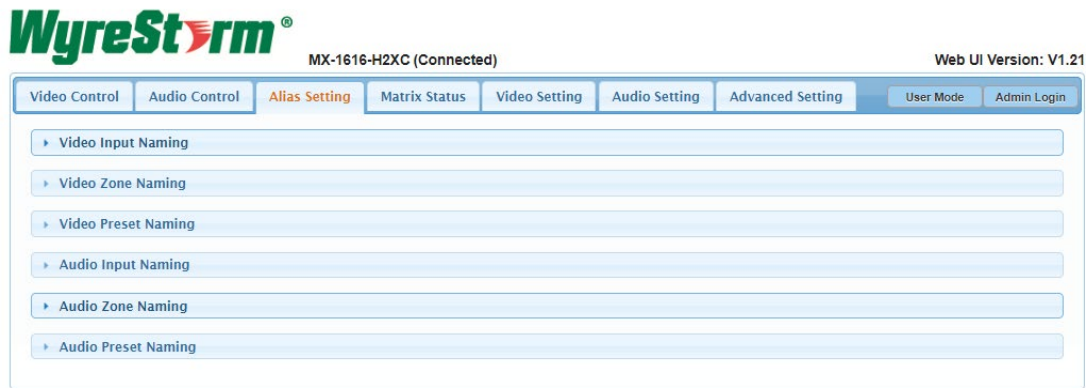 WyreStorm®
MX-1616-H2XC (Connected)
Web UI Version: V1.21
Video Control
Audio Control
Alias Setting
Matrix Status
Video Setting
Audio Setting
Advanced Setting
User Mode
Admin Login
Video Input Naming
Video Zone Naming
Video Preset Naming
Audio Input Naming
Audio Zone Naming
Audio Preset Naming